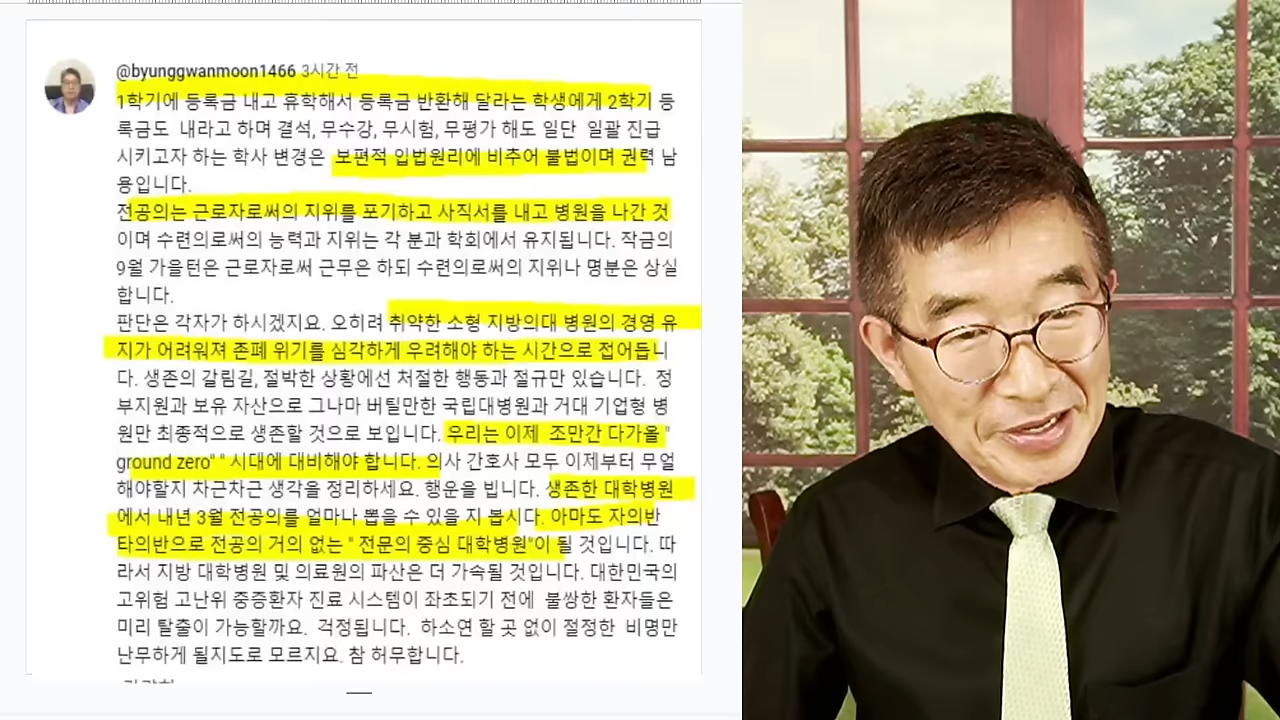 @byunggwanmoon1466 3시간 전
1학기에 등록금 내고 휴학해서 등록금 반환해 달라는 학생에게 2학기 등
록금도 내라고 하며 결석, 무수강, 무시험, 무평가 해도 일단 일괄 진급
시키고자 하는 학사 변경은 보편적 입법원리에 비추어 불법이며 권력 남
용입니다.
전공의는 근로자로써의 지위를 포기하고 사직서를 내고 병원을 나간 것
이며 수련의로써의 능력과 지위는 각 분과 학회에서 유지됩니다. 작금의
9월 가을턴은 근로자로써 근무은 하되 수련의로써의 지위나 명분은 상실
합니다.
판단은 각자가 하시겠지요. 오히려 취약한 소형 지방의대 병원의 경영 유
지가 어려워져 존폐 위기를 심각하게 우려해야 하는 시간으로 접어듭니
다. 생존의 갈림길, 절박한 상황에선 처절한 행동과 절규만 있습니다. 정
부지원과 보유 자산으로 그나마 버틸만한 국립대병원과 거대 기업형 병
원만 최종적으로 생존할 것으로 보입니다. 우리는 이제 조만간 다가올 "
ground zero" " 시대에 대비해야 합니다. 의사 간호사 모두 이제부터 무얼
해야할지 차근차근 생각을 정리하세요. 행운을 빕니다. 생존한 대학병원
에서 내년 3월 전공의를 얼마나 뽑을 수 있을 지 봅시다. 아마도 자의반
타의반으로 전공의 거의 없는 " 전문의 중심 대학병원"이 될 것입니다. 따
라서 지방 대학병원 및 의료원의 파산은 더 가속될 것입니다. 대한민국의
고위험 고난위 중증환자 진료 시스템이 좌초되기 전에 불쌍한 환자들은
미리 탈출이 가능할까요. 걱정됩니다. 하소연 할 곳 없이 절정한 비명만
난무하게 될지도로 모르지요. 참 허무합니다.